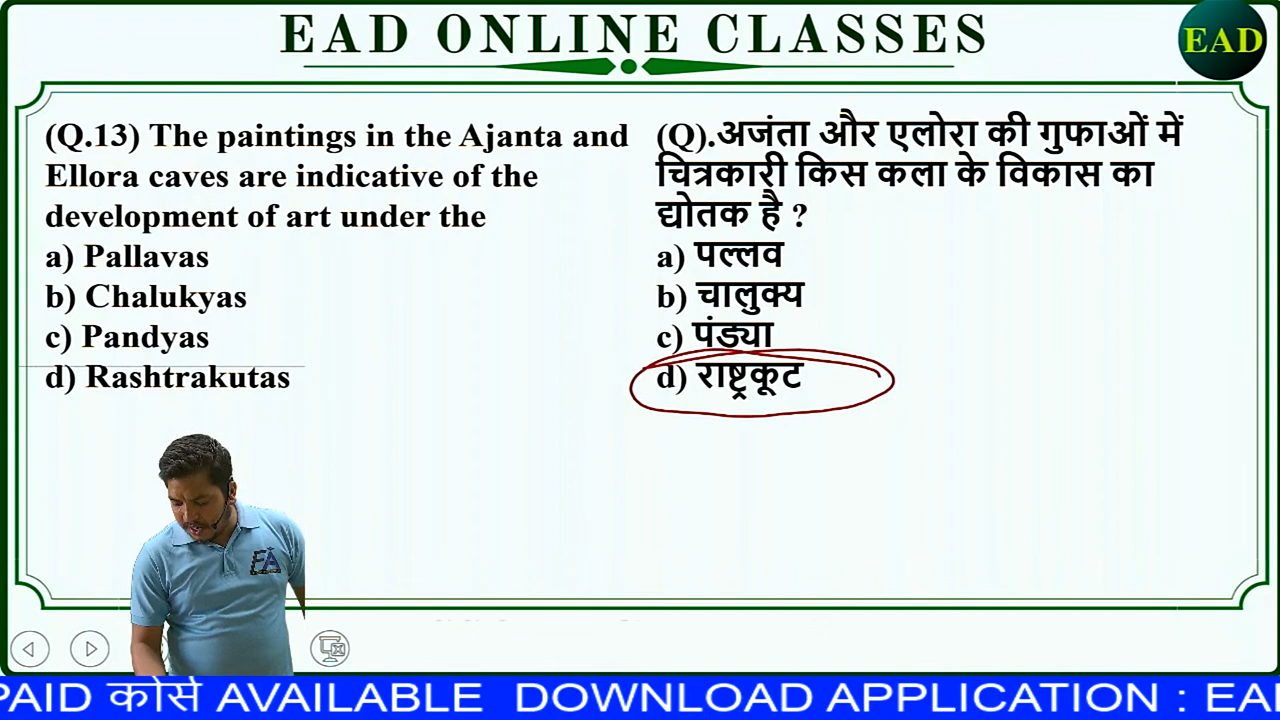 EAD ONLINE CLASSES
EAD
(Q.13) The paintings in the Ajanta and
Ellora caves are indicative of the
development of art under the
a) Pallavas
b) Chalukyas
c) Pandyas
d) Rashtrakutas
(Q).अजंता और एलोरा की गुफाओं में
चित्रकारी किस कला के विकास का
द्योतक है ?
a) पल्लव
b) चालुक्य
c) पंड्या
d) राष्ट्रकूट
EA
PAID कोर्स AVAILABLE DOWNLOAD APPLICATION : EA